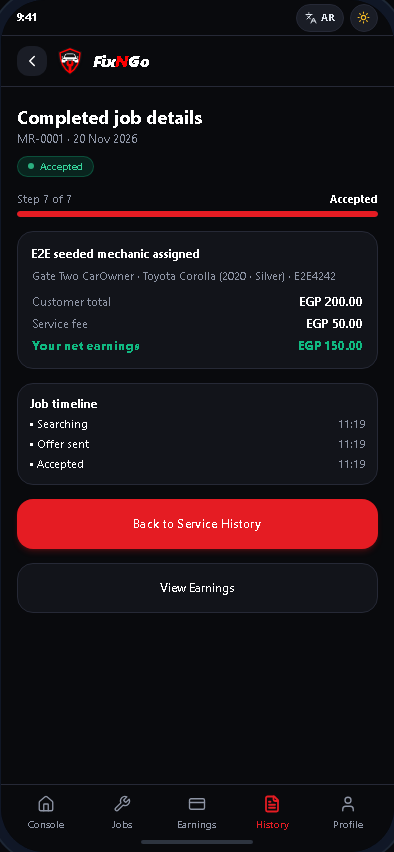 9:41
AR
FixNGo
Completed job details
MR-0001 · 20 Nov 2026
Accepted
Step 7 of 7 Accepted
E2E seeded mechanic assigned
Gate Two CarOwner · Toyota Corolla (2020 · Silver) · E2E4242
Customer total EGP 200.00
Service fee EGP 50.00
Your net earnings EGP 150.00
Job timeline
• Searching 11:19
• Offer sent 11:19
• Accepted 11:19
Back to Service History
View Earnings
Console Jobs Earnings History Profile